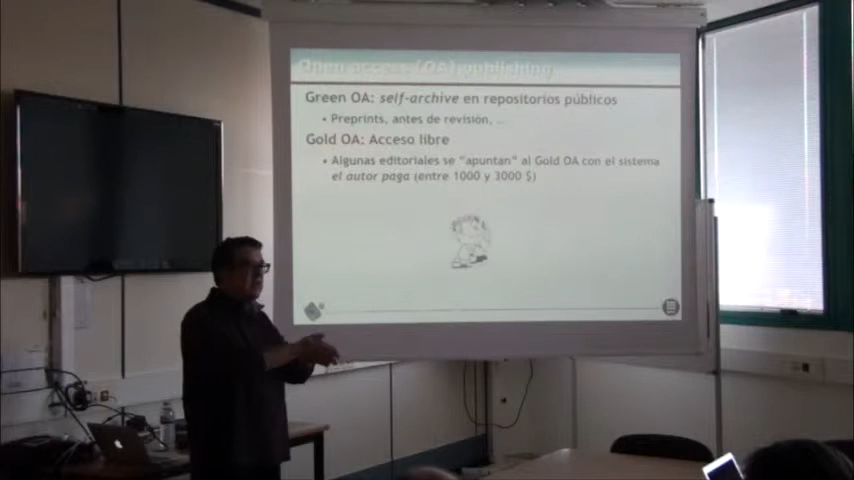 Open access (OA) publishing
Green OA: self-archive en repositorios públicos
• Preprints, antes de revisión, ...
Gold OA: Acceso libre
• Algunas editoriales se “apuntan” al Gold OA con el sistema
el autor paga (entre 1000 y 3000 $)